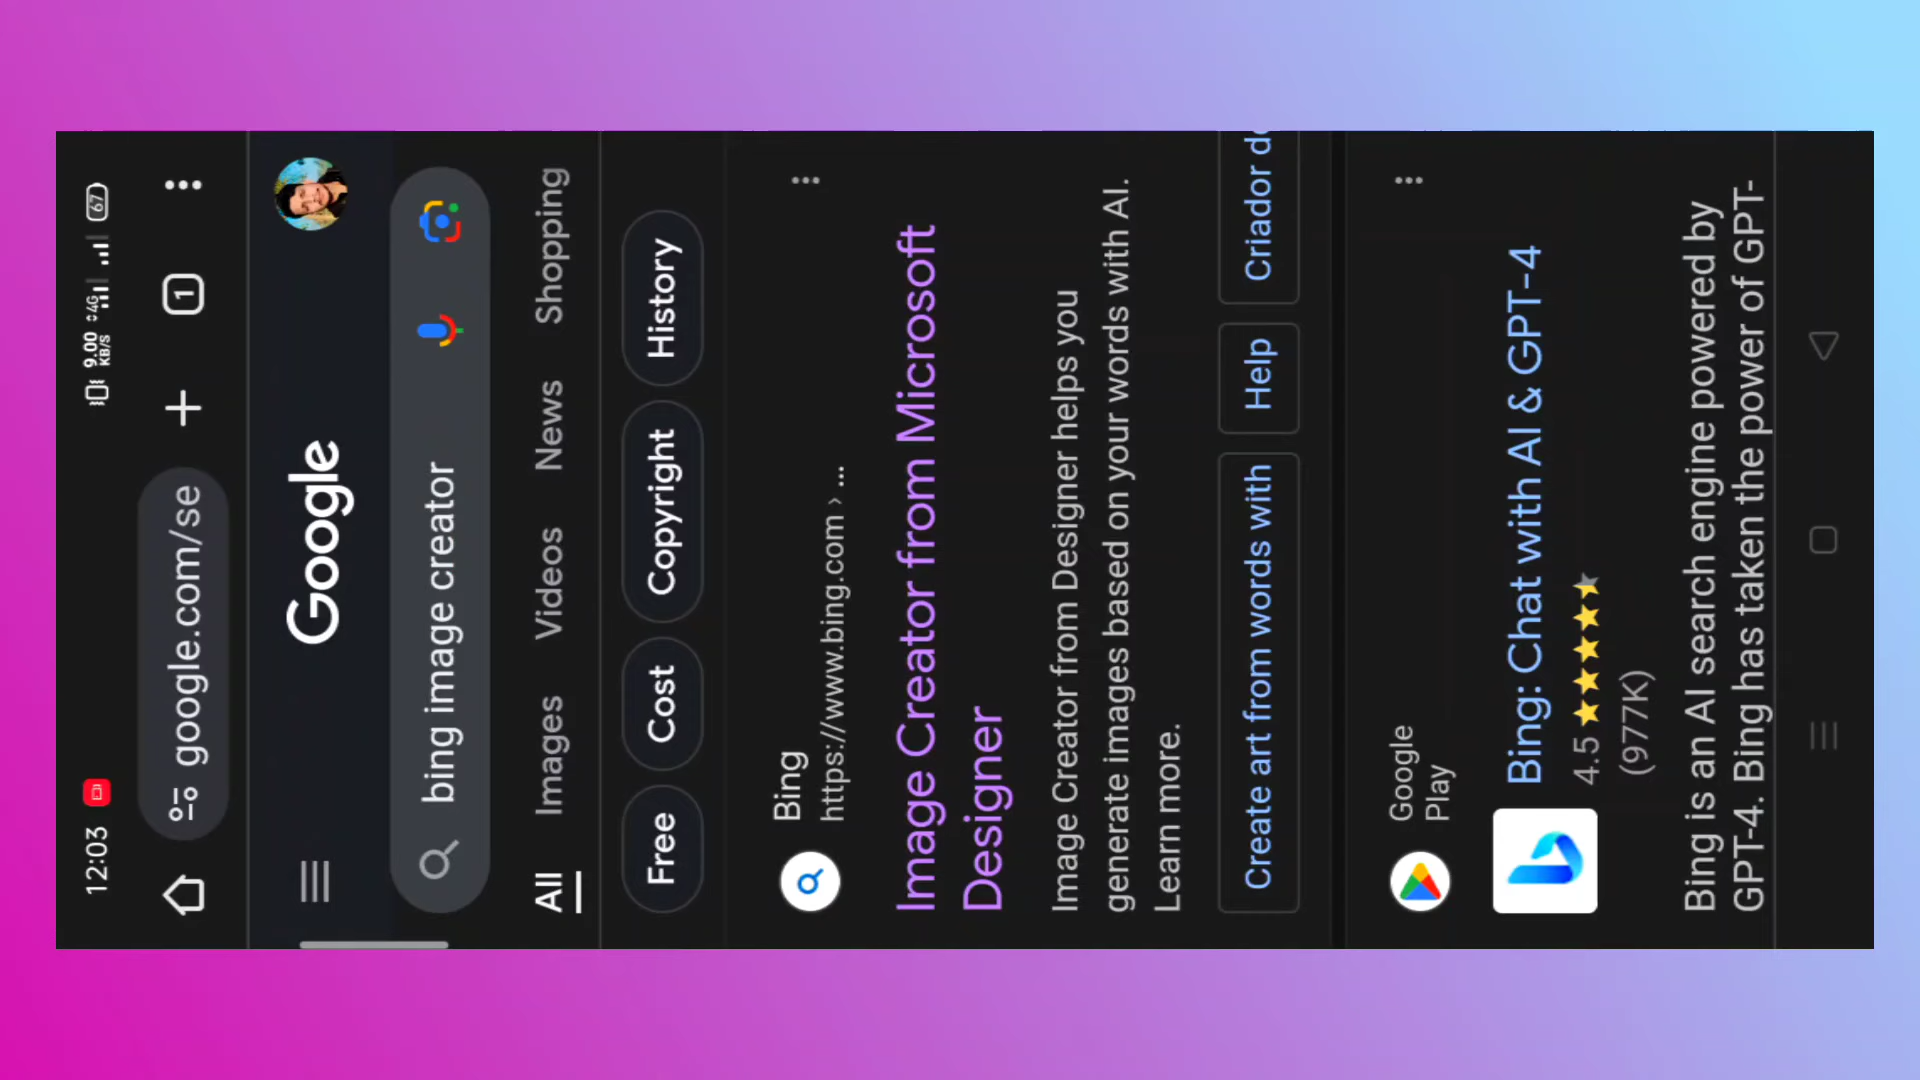 12:03
9.00
KB/S
4G
67
google.com/se
1
Google
bing image creator
All Images Videos News Shopping
Free Cost Copyright History
Bing
https://www.bing.com › ...
Image Creator from Microsoft
Designer
Image Creator from Designer helps you
generate images based on your words with AI.
Learn more.
Create art from words with
Help
Criador d
Google
Play
Bing: Chat with AI & GPT-4
4.5
(977K)
Bing is an AI search engine powered by
GPT-4. Bing has taken the power of GPT-